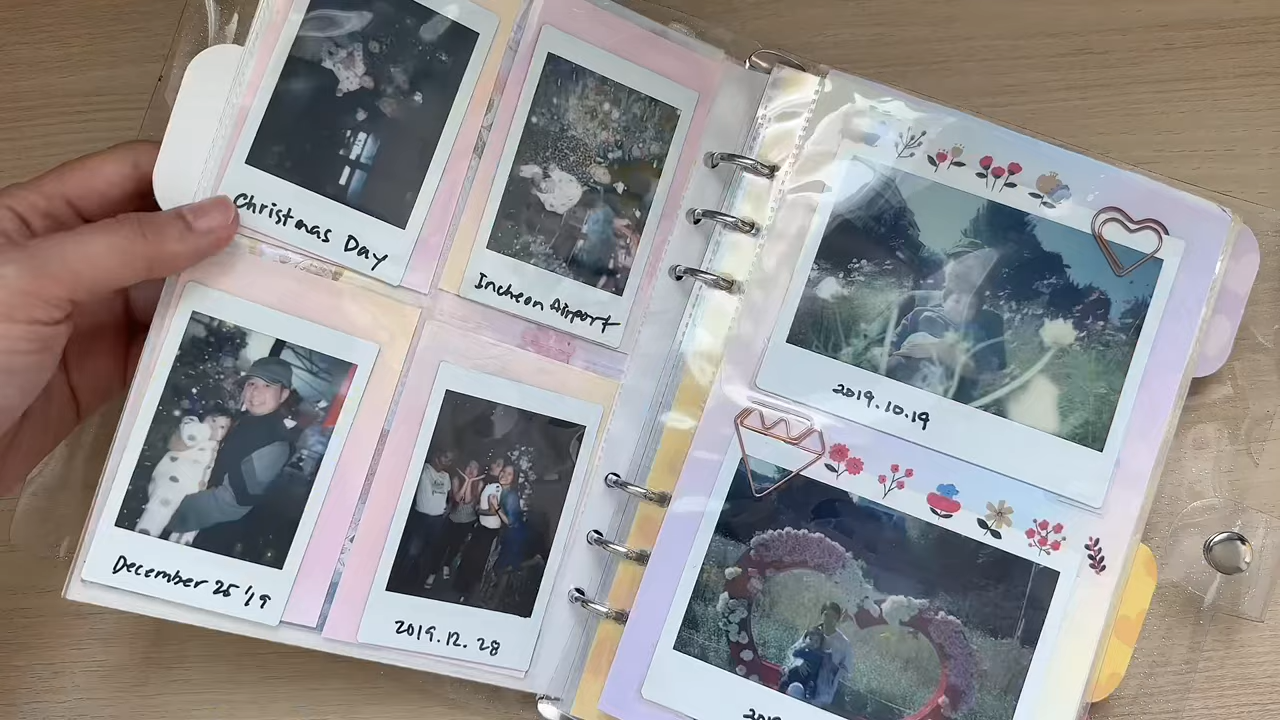 Christmas Day
Incheon Airport
December 25 '19
2019.12.28
2019.10.19